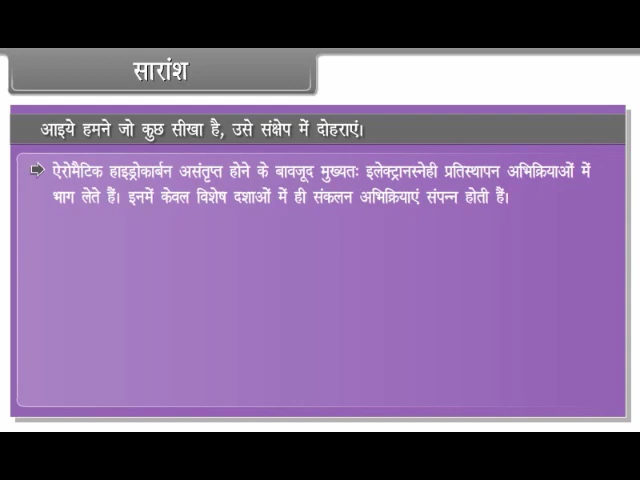 सारांश
आइये हमने जो कुछ सीखा है, उसे संक्षेप में दोहराएं।
ऐरोमैटिक हाइड्रोकार्बन असंतृप्त होने के बावजूद मुख्यतः इलेक्ट्रानस्नेही प्रतिस्थापन अभिक्रियाओं में
भाग लेते हैं। इनमें केवल विशेष दशाओं में ही संकलन अभिक्रियाएं संपन्न होती हैं।